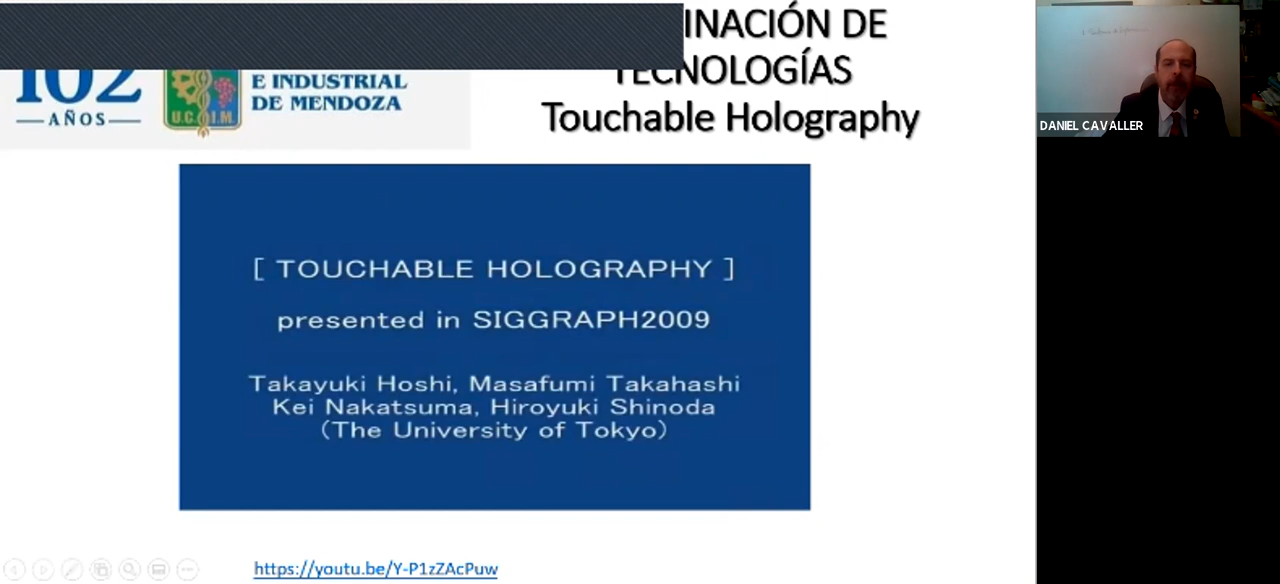 INACIÓN DE
TECNOLOGÍAS
Touchable Holography
102
AÑOS
U.C.I.M.
E INDUSTRIAL
DE MENDOZA
[ TOUCHABLE HOLOGRAPHY ]
presented in SIGGRAPH2009
Takayuki Hoshi, Masafumi Takahashi
Kei Nakatsuma, Hiroyuki Shinoda
(The University of Tokyo)
https://youtu.be/Y-P1zZAcPuw
DANIEL CAVALLER